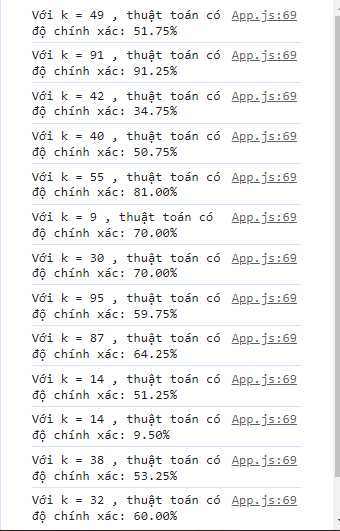 Với k = 49 , thuật toán có App.js:69
độ chính xác: 51.75%
Với k = 91 , thuật toán có App.js:69
độ chính xác: 91.25%
Với k = 42 , thuật toán có App.js:69
độ chính xác: 34.75%
Với k = 40 , thuật toán có App.js:69
độ chính xác: 50.75%
Với k = 55 , thuật toán có App.js:69
độ chính xác: 81.00%
Với k = 9 , thuật toán có App.js:69
độ chính xác: 70.00%
Với k = 30 , thuật toán có App.js:69
độ chính xác: 70.00%
Với k = 95 , thuật toán có App.js:69
độ chính xác: 59.75%
Với k = 87 , thuật toán có App.js:69
độ chính xác: 64.25%
Với k = 14 , thuật toán có App.js:69
độ chính xác: 51.25%
Với k = 14 , thuật toán có App.js:69
độ chính xác: 9.50%
Với k = 38 , thuật toán có App.js:69
độ chính xác: 53.25%
Với k = 32 , thuật toán có App.js:69
độ chính xác: 60.00%